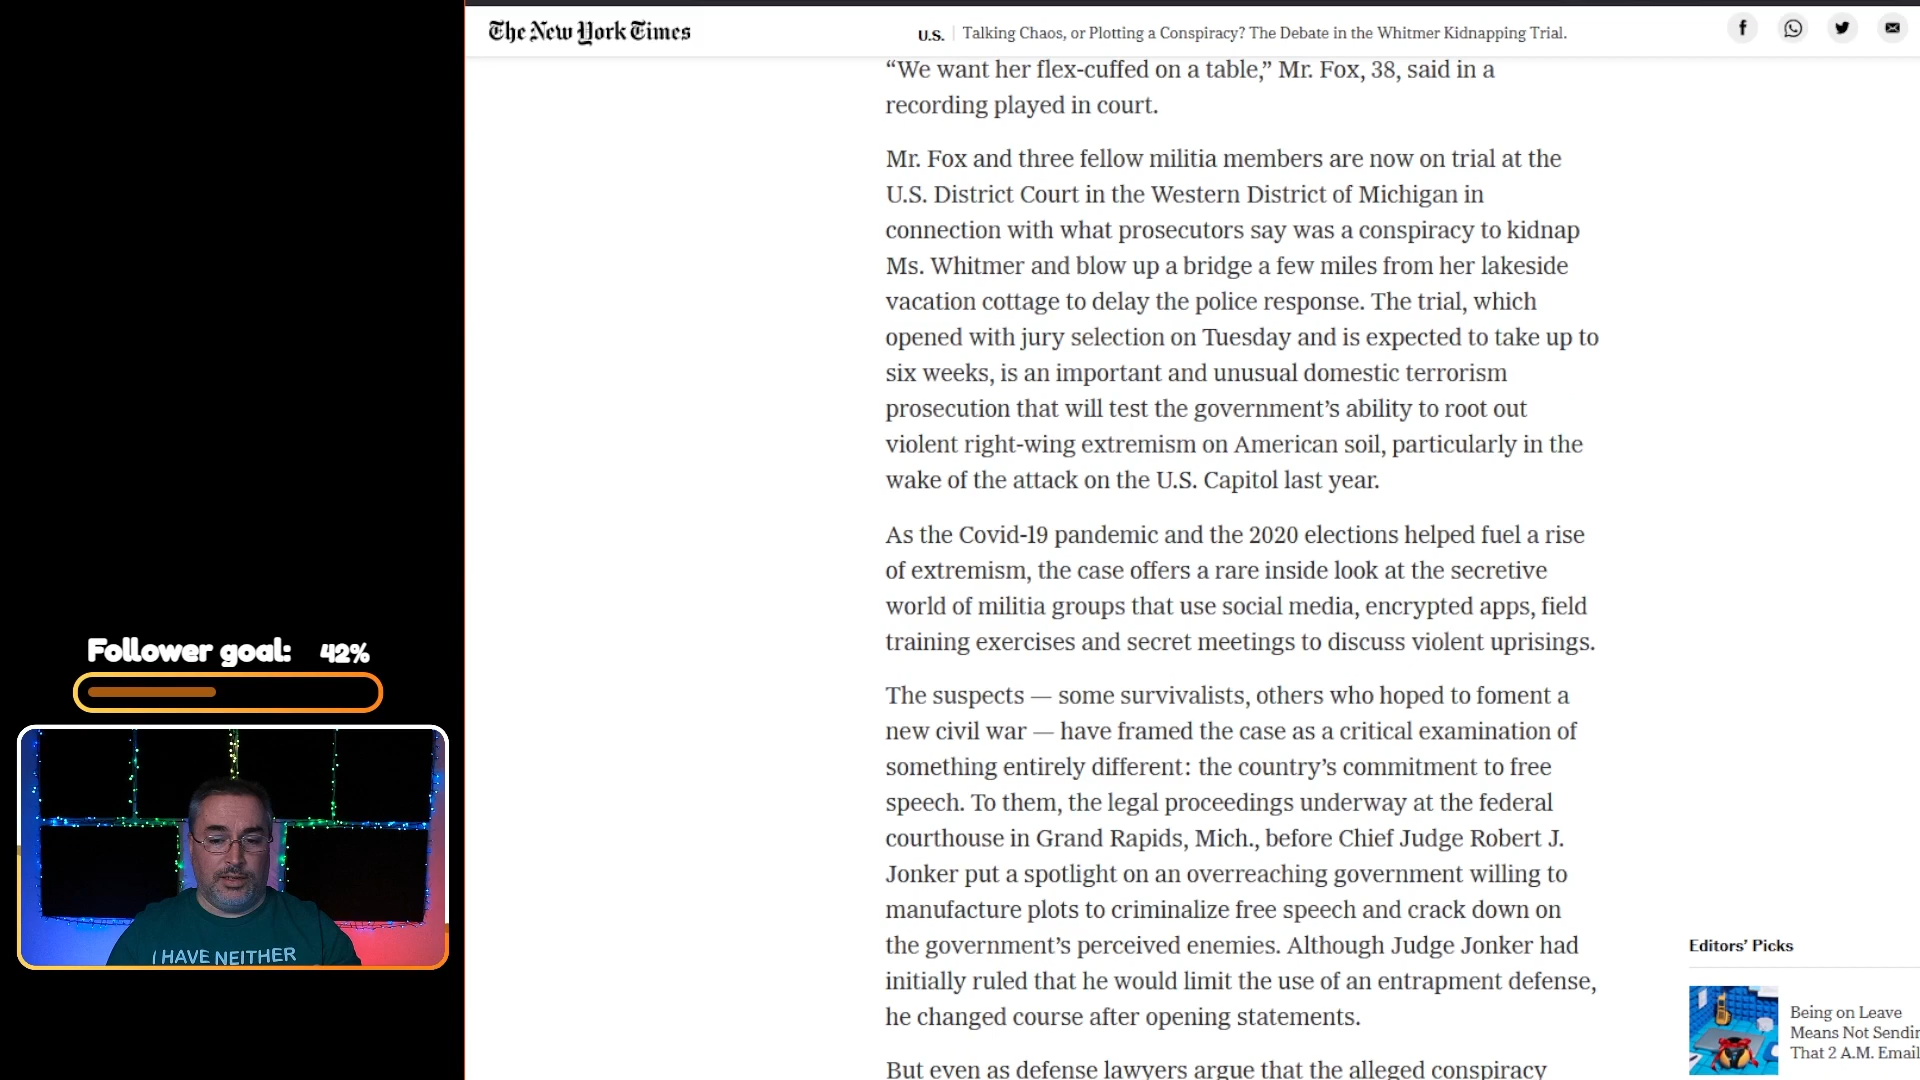 The New York Times
U.S. Talking Chaos, or Plotting a Conspiracy? The Debate in the Whitmer Kidnapping Trial.
“We want her flex-cuffed on a table,” Mr. Fox, 38, said in a
recording played in court.
Mr. Fox and three fellow militia members are now on trial at the
U.S. District Court in the Western District of Michigan in
connection with what prosecutors say was a conspiracy to kidnap
Ms. Whitmer and blow up a bridge a few miles from her lakeside
vacation cottage to delay the police response. The trial, which
opened with jury selection on Tuesday and is expected to take up to
six weeks, is an important and unusual domestic terrorism
prosecution that will test the government’s ability to root out
violent right-wing extremism on American soil, particularly in the
wake of the attack on the U.S. Capitol last year.
As the Covid-19 pandemic and the 2020 elections helped fuel a rise
of extremism, the case offers a rare inside look at the secretive
world of militia groups that use social media, encrypted apps, field
training exercises and secret meetings to discuss violent uprisings.
The suspects — some survivalists, others who hoped to foment a
new civil war — have framed the case as a critical examination of
something entirely different: the country’s commitment to free
speech. To them, the legal proceedings underway at the federal
courthouse in Grand Rapids, Mich., before Chief Judge Robert J.
Jonker put a spotlight on an overreaching government willing to
manufacture plots to criminalize free speech and crack down on
the government’s perceived enemies. Although Judge Jonker had
initially ruled that he would limit the use of an entrapment defense,
he changed course after opening statements.
But even as defense lawyers argue that the alleged conspiracy
Follower goal: 42%
I HAVE NEITHER
Editors’ Picks
Being on Leave
Means Not Sendin
That 2 A.M. Email